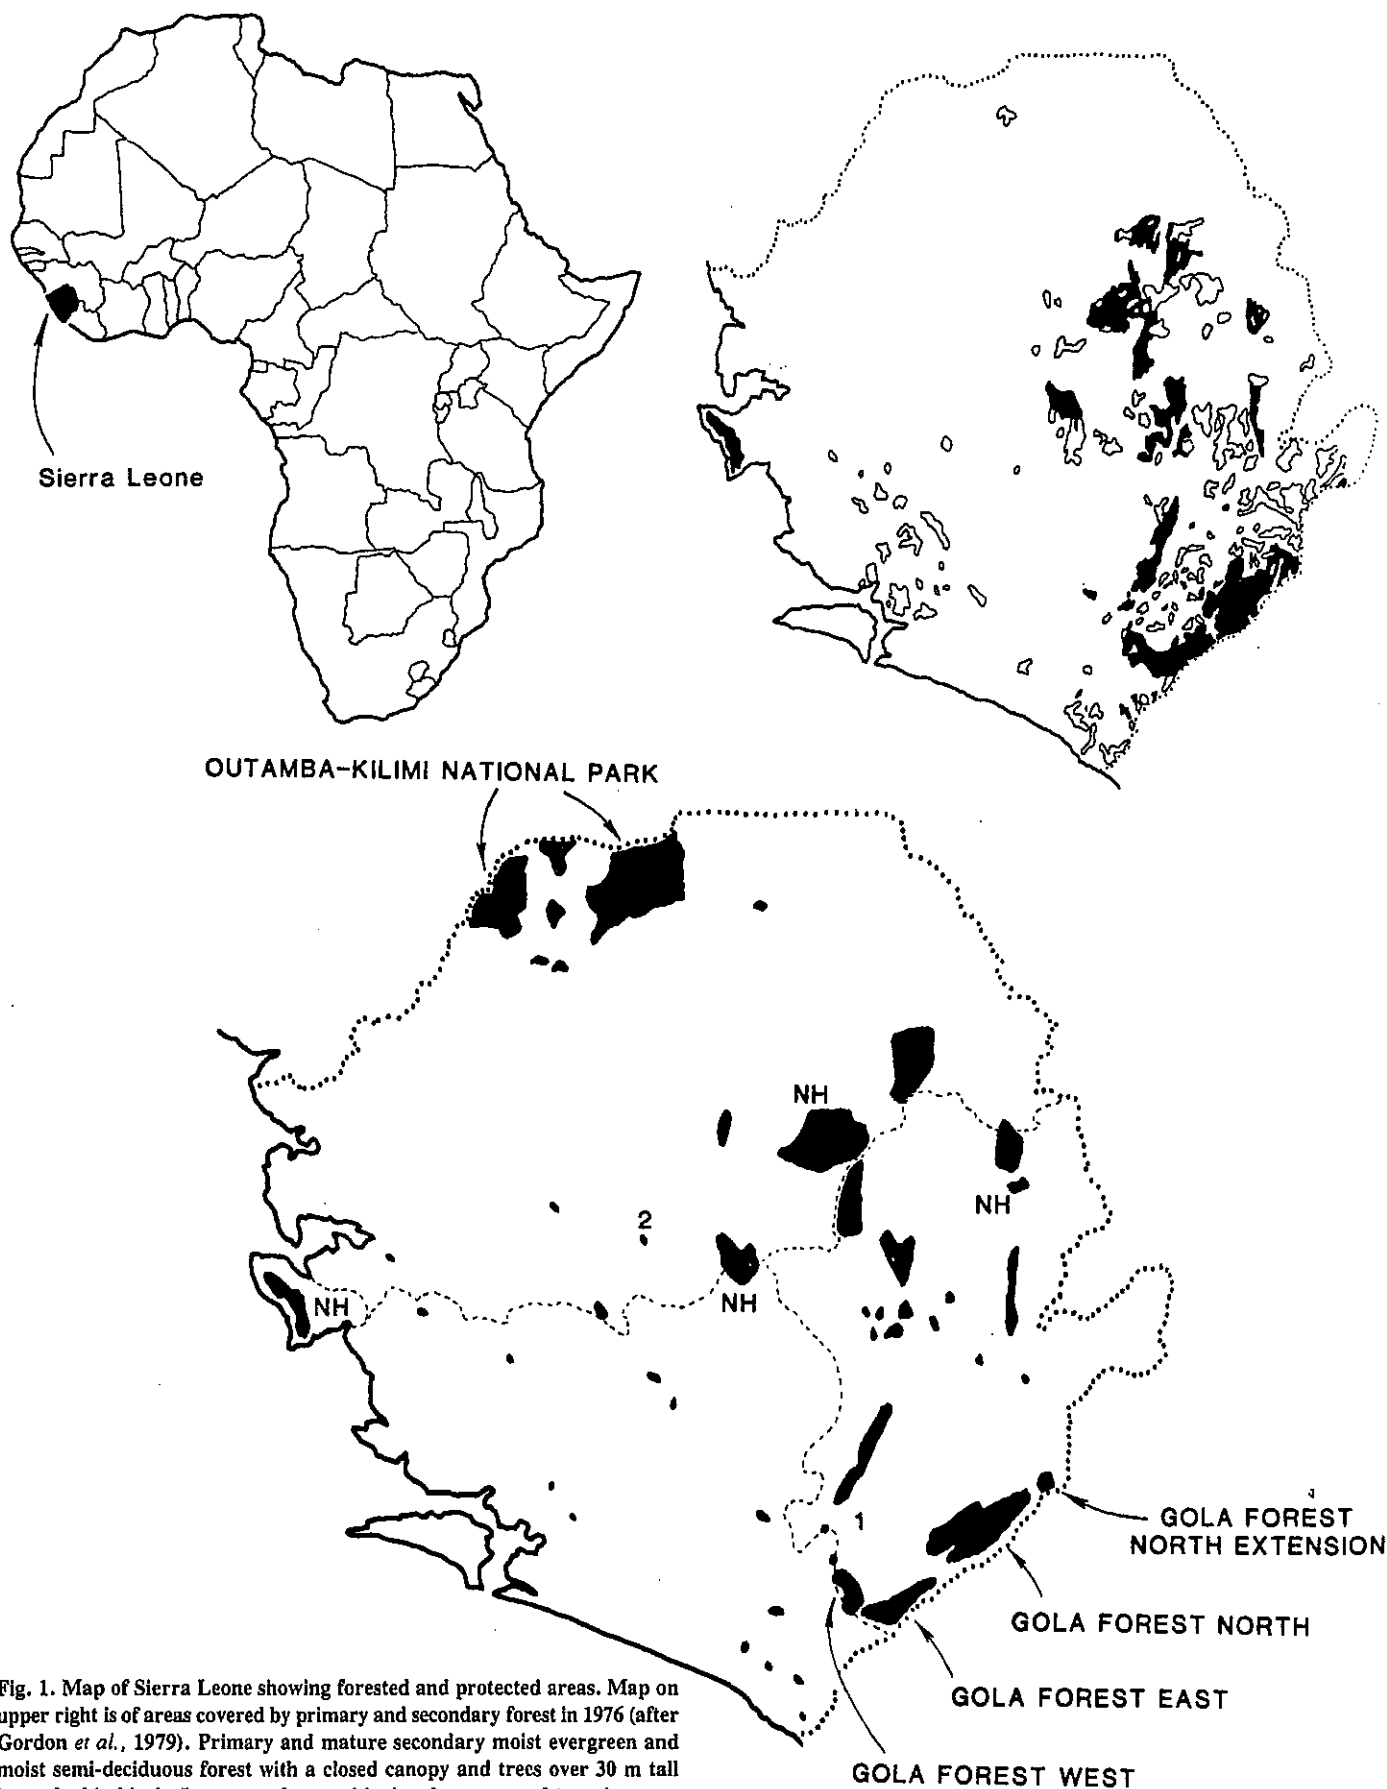 Sierra Leone
OUTAMBA-KILIMI NATIONAL PARK
NH
NH
2
NH
NH
1
GOLA FOREST
NORTH EXTENSION
GOLA FOREST NORTH
GOLA FOREST EAST
GOLA FOREST WEST
Fig. 1. Map of Sierra Leone showing forested and protected areas. Map on
upper right is of areas covered by primary and secondary forest in 1976 (after
Gordon et al., 1979). Primary and mature secondary moist evergreen and
moist semi-deciduous forest with a closed canopy and trees over 30 m tall